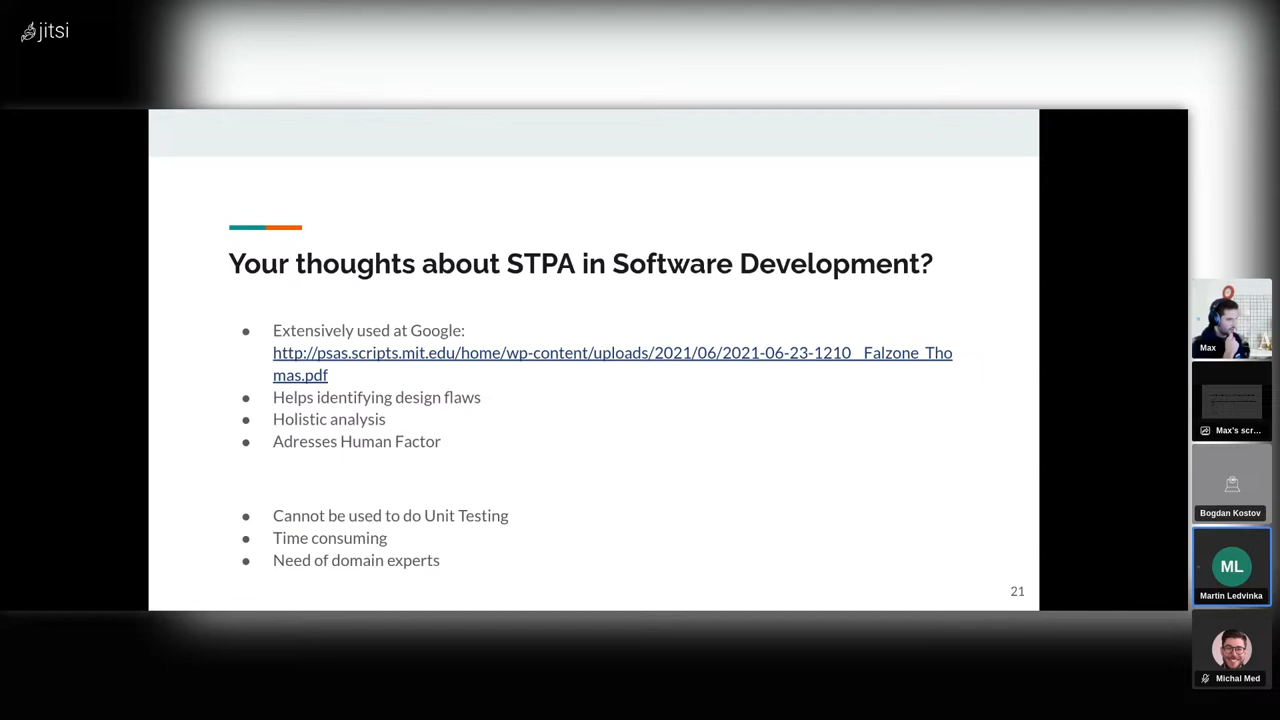 jitsi
Your thoughts about STPA in Software Development?
● Extensively used at Google:
http://psas.scripts.mit.edu/home/wp-content/uploads/2021/06/2021-06-23-1210__Falzone_Tho
mas.pdf
● Helps identifying design flaws
● Holistic analysis
● Adresses Human Factor
● Cannot be used to do Unit Testing
● Time consuming
● Need of domain experts
21
Max
Max's scr...
Bogdan Kostov
ML
Martin Ledvinka
Michal Med